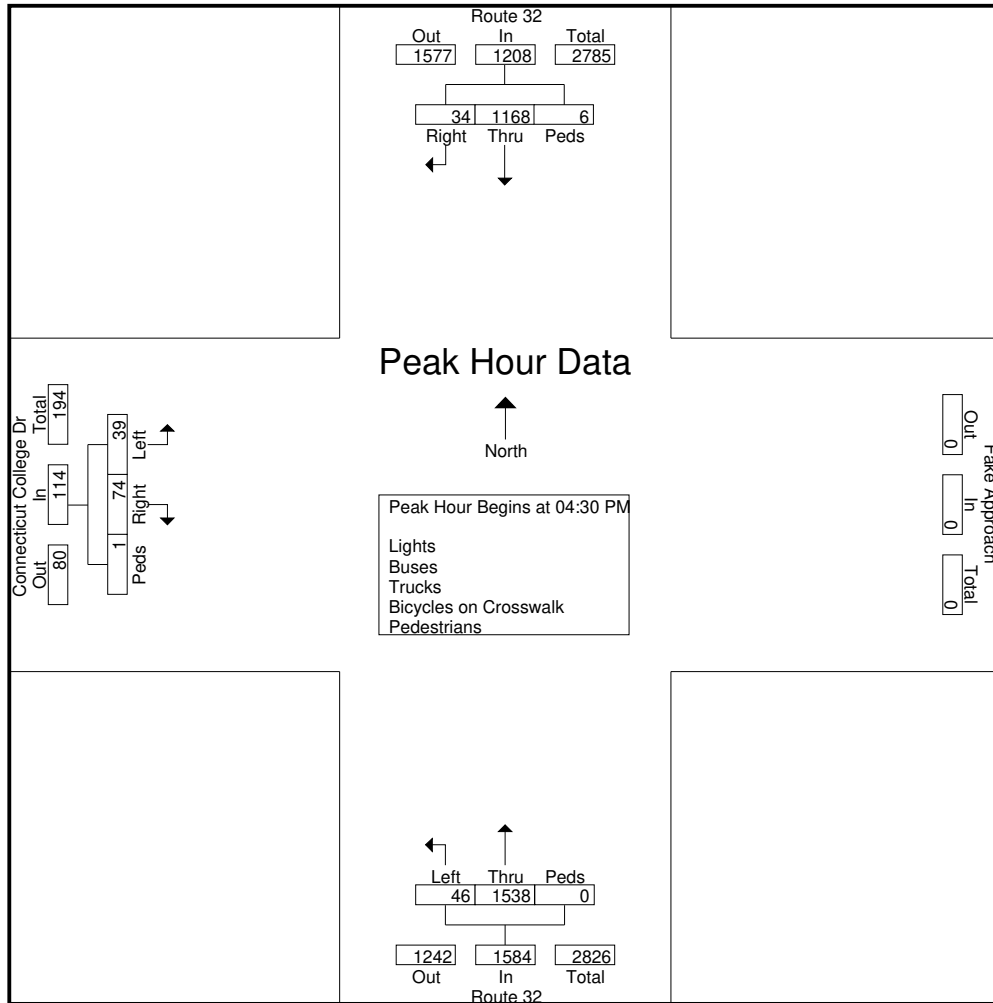 Route 32
Out In Total
1577 1208 2785
34 1168 6
Right Thru Peds
Peak Hour Data
North
Peak Hour Begins at 04:30 PM
Lights
Buses
Trucks
Bicycles on Crosswalk
Pedestrians
Connecticut College Dr
Out In Total
80 114 194
1 74 39
Peds Right Left
Fake Approach
Out In Total
0 0 0
Left Thru Peds
46 1538 0
1242 1584 2826
Out In Total
Route 32